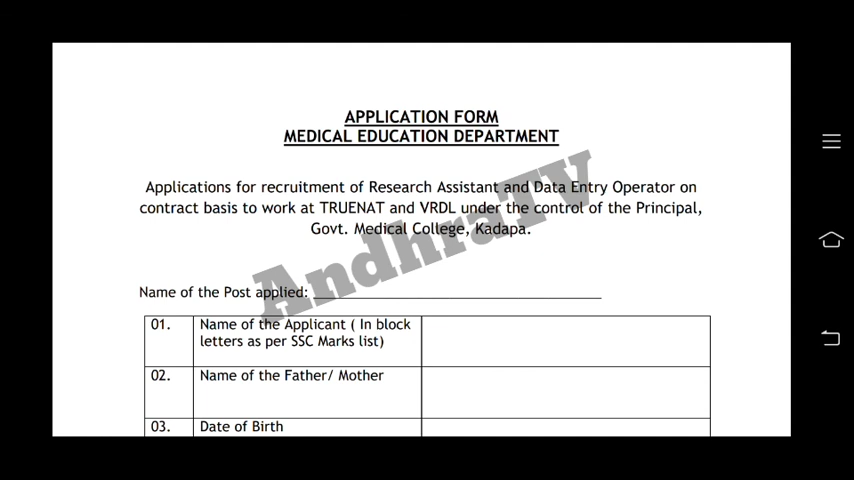 APPLICATION FORM
MEDICAL EDUCATION DEPARTMENT
Applications for recruitment of Research Assistant and Data Entry Operator on
contract basis to work at TRUENAT and VRDL under the control of the Principal,
Govt. Medical College, Kadapa.
AndhraTV
Name of the Post applied: ______________________________________
01. Name of the Applicant ( In block
letters as per SSC Marks list)
02. Name of the Father/ Mother
03. Date of Birth